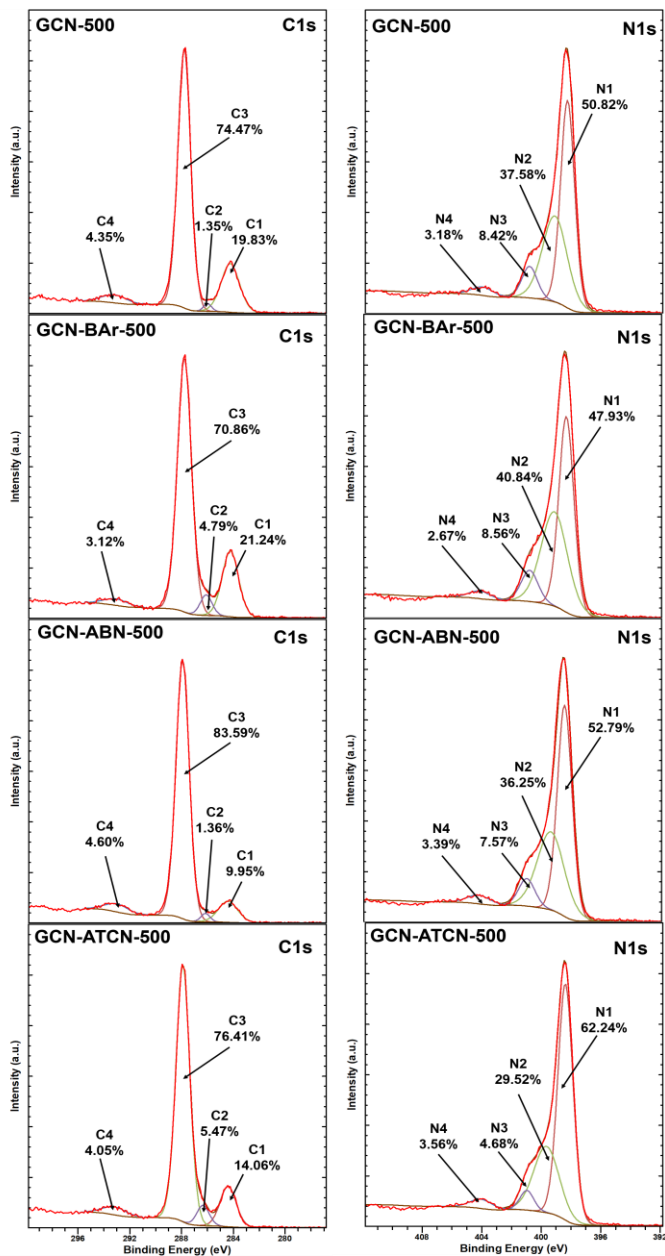 GCN-500 C1s
C3
74.47%
C2
1.35%
C1
19.83%
C4
4.35%
Intensity (a.u.)
GCN-500 N1s
N1
50.82%
N2
37.58%
N3
8.42%
N4
3.18%
Intensity (a.u.)
GCN-BAr-500 C1s
C3
70.86%
C2
4.79%
C1
21.24%
C4
3.12%
Intensity (a.u.)
GCN-BAr-500 N1s
N1
47.93%
N2
40.84%
N3
8.56%
N4
2.67%
Intensity (a.u.)
GCN-ABN-500 C1s
C3
83.59%
C2
1.36%
C1
9.95%
C4
4.60%
Intensity (a.u.)
GCN-ABN-500 N1s
N1
52.79%
N2
36.25%
N3
7.57%
N4
3.39%
Intensity (a.u.)
GCN-ATCN-500 C1s
C3
76.41%
C2
5.47%
C1
14.06%
C4
4.05%
Intensity (a.u.)
296 292 288 284 280
Binding Energy (eV)
GCN-ATCN-500 N1s
N1
62.24%
N2
29.52%
N3
4.68%
N4
3.56%
Intensity (a.u.)
408 404 400 396 392
Binding Energy (eV)